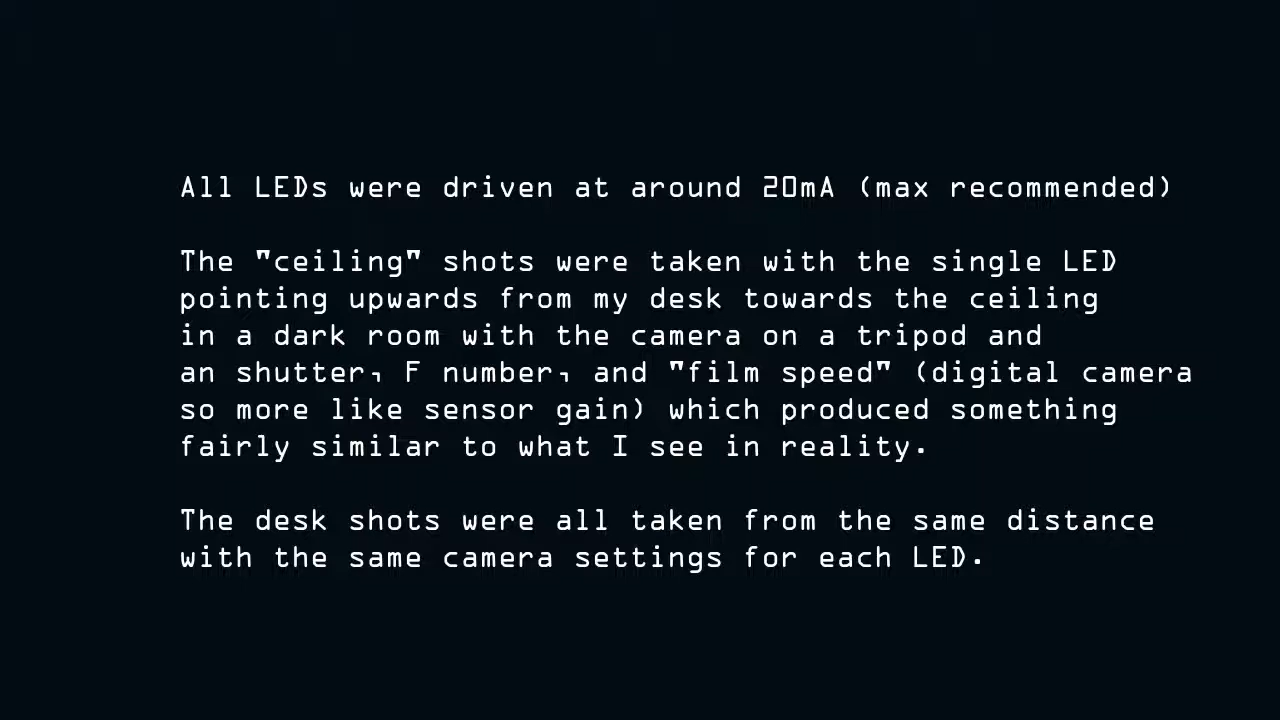 All LEDs were driven at around 20mA (max recommended)
The "ceiling" shots were taken with the single LED
pointing upwards from my desk towards the ceiling
in a dark room with the camera on a tripod and
an shutter, F number, and "film speed" (digital camera
so more like sensor gain) which produced something
fairly similar to what I see in reality.
The desk shots were all taken from the same distance
with the same camera settings for each LED.